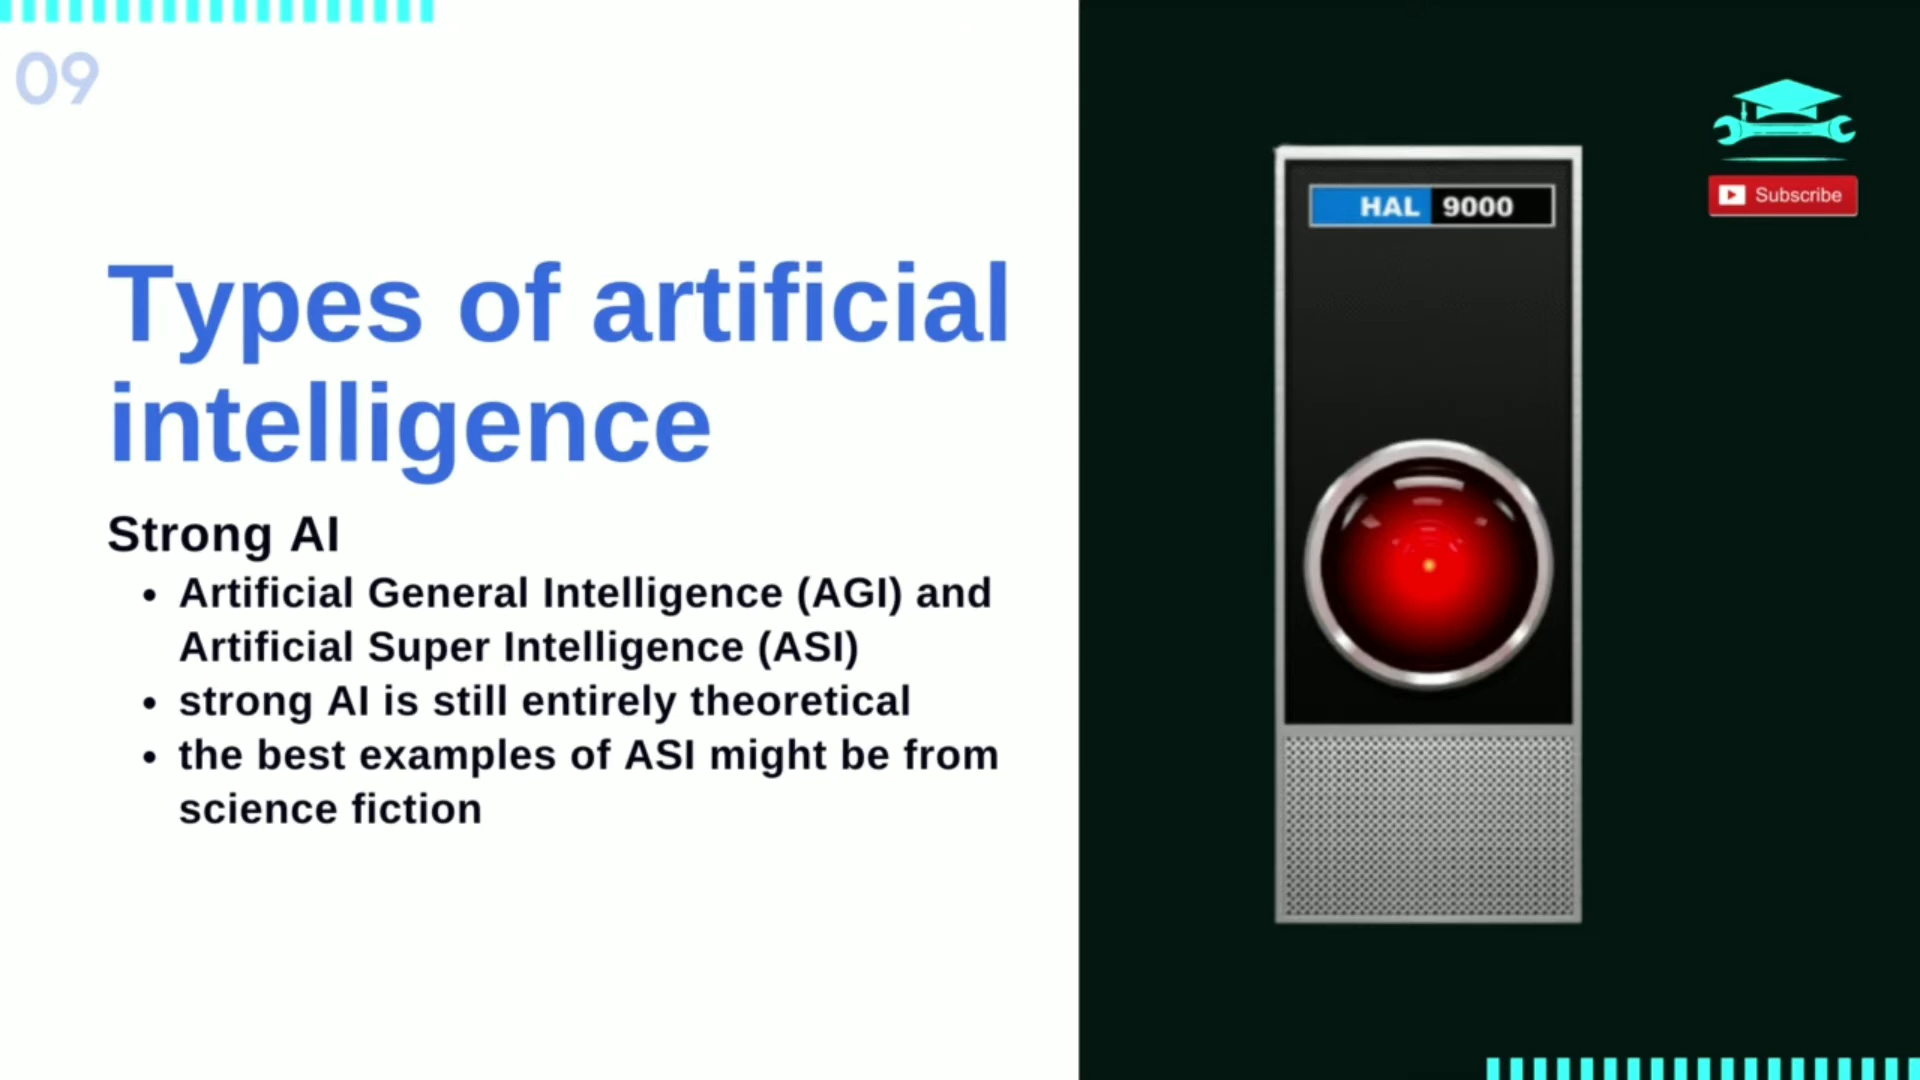 09
Types of artificial
intelligence
Strong AI
• Artificial General Intelligence (AGI) and
Artificial Super Intelligence (ASI)
• strong AI is still entirely theoretical
• the best examples of ASI might be from
science fiction
HAL 9000
Subscribe